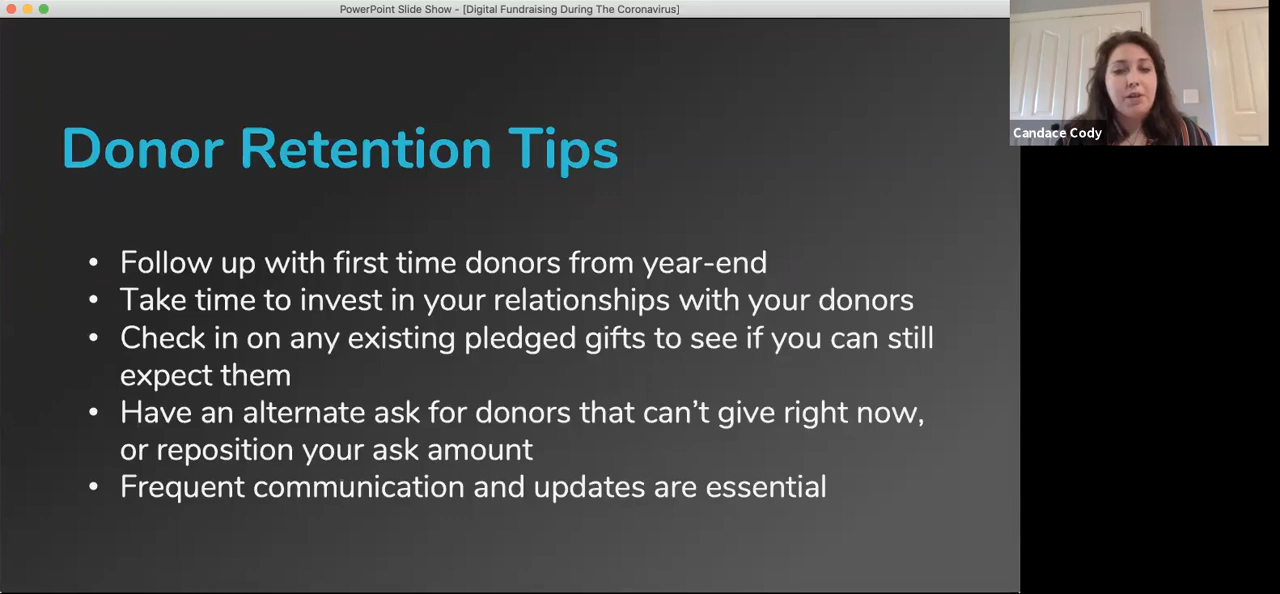 PowerPoint Slide Show - [Digital Fundraising During The Coronavirus]
Candace Cody
Donor Retention Tips
• Follow up with first time donors from year-end
• Take time to invest in your relationships with your donors
• Check in on any existing pledged gifts to see if you can still
expect them
• Have an alternate ask for donors that can’t give right now,
or reposition your ask amount
• Frequent communication and updates are essential